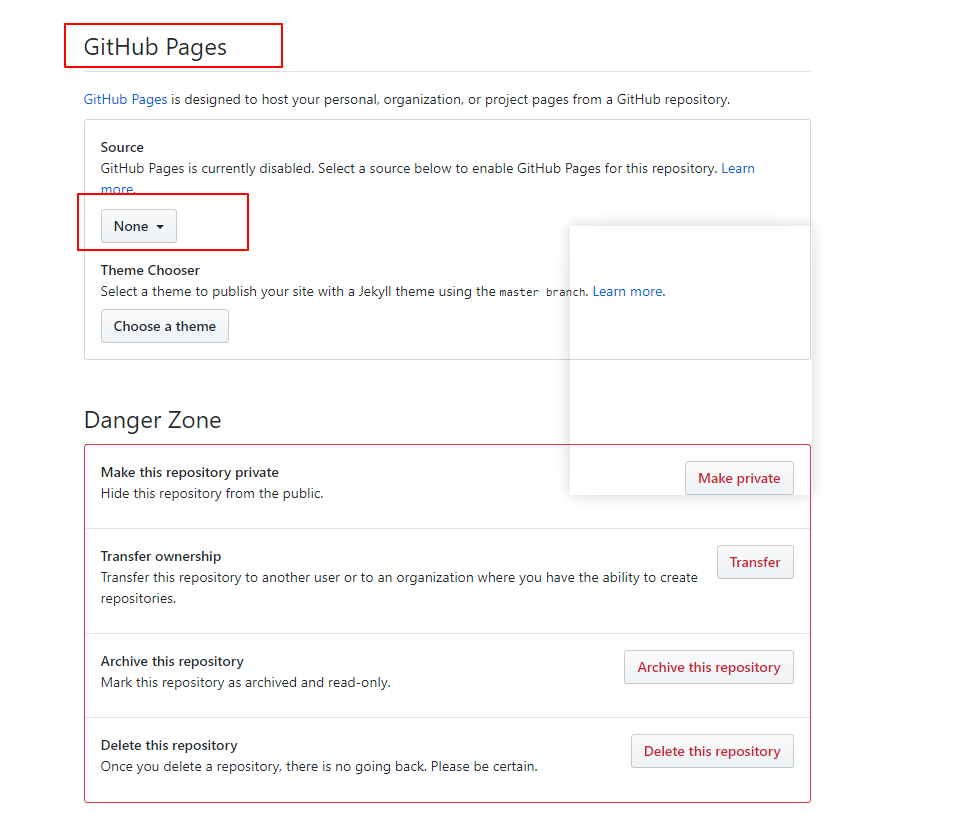 GitHub Pages
GitHub Pages is designed to host your personal, organization, or project pages from a GitHub repository.
Source
GitHub Pages is currently disabled. Select a source below to enable GitHub Pages for this repository. Learn
more.
None
Theme Chooser
Select a theme to publish your site with a Jekyll theme using the master branch. Learn more.
Choose a theme
Danger Zone
Make this repository private
Hide this repository from the public.
Make private
Transfer ownership
Transfer this repository to another user or to an organization where you have the ability to create
repositories.
Transfer
Archive this repository
Mark this repository as archived and read-only.
Archive this repository
Delete this repository
Once you delete a repository, there is no going back. Please be certain.
Delete this repository